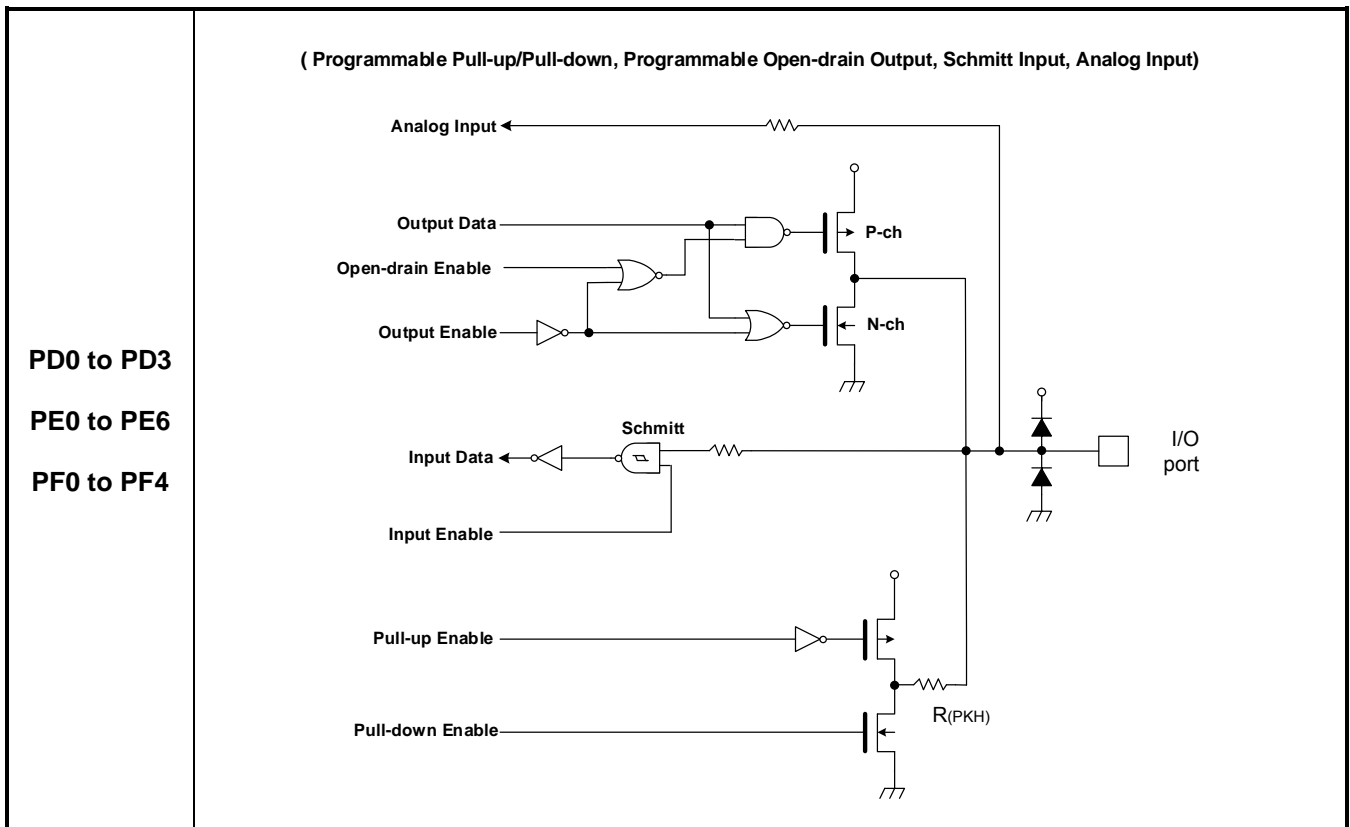 ( Programmable Pull-up/Pull-down, Programmable Open-drain Output, Schmitt Input, Analog Input)
Analog Input
Output Data
P-ch
Open-drain Enable
Output Enable
N-ch
PD0 to PD3
PE0 to PE6
PF0 to PF4
Schmitt
Input Data
I/O
port
Input Enable
Pull-up Enable
R(PKH)
Pull-down Enable